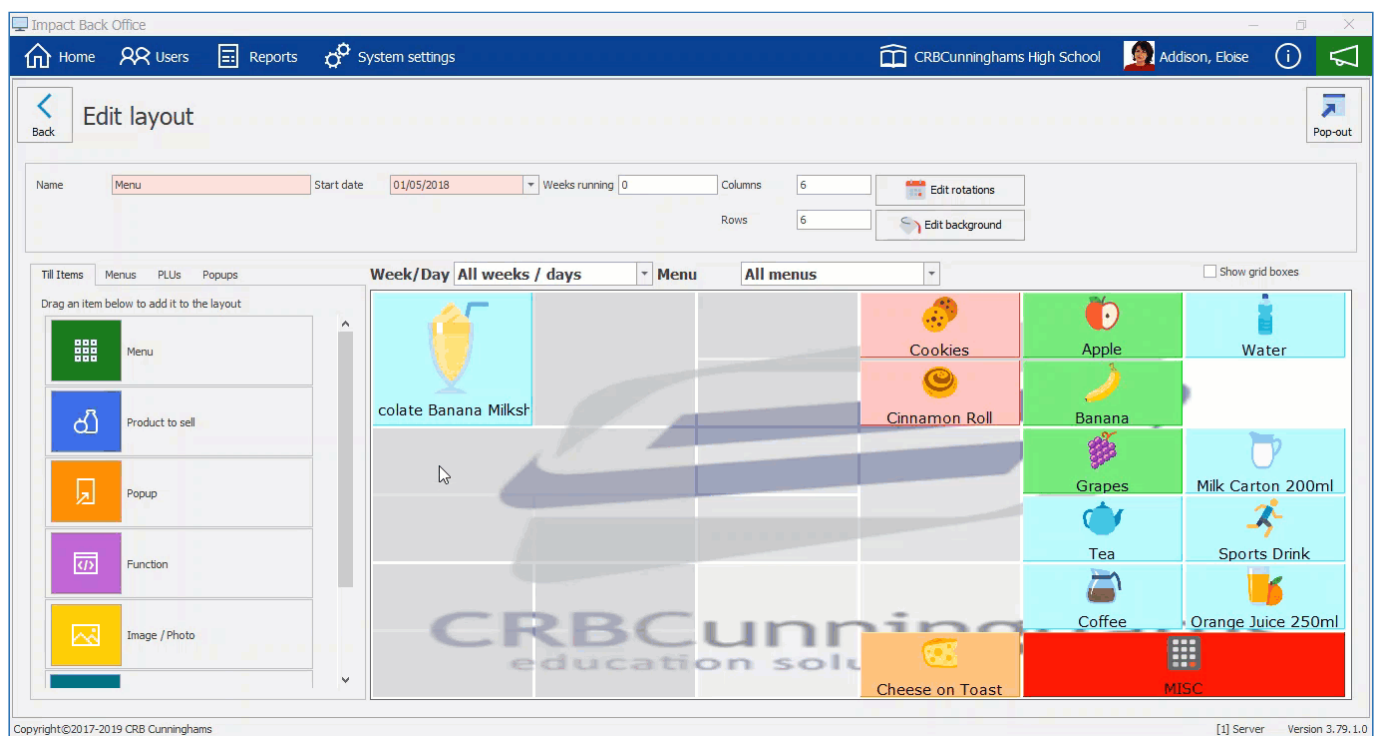 Impact Back Office
Home Users Reports System settings CRBCunninghams High School Addison, Eloise
Back Edit layout Pop-out
Name Menu Start date 01/05/2018 Weeks running 0 Columns 6 Edit rotations
Rows 6 Edit background
Till Items Menus PLUs Popups Week/Day All weeks / days Menu All menus Show grid boxes
Drag an item below to add it to the layout
Menu
Product to sell
Popup
Function
Image / Photo
colate Banana Milksh
Cookies Apple Water
Cinnamon Roll Banana
Grapes Milk Carton 200ml
Tea Sports Drink
Coffee Orange Juice 250ml
Cheese on Toast MISC
CRBCunninghams
education solu
Copyright©2017-2019 CRB Cunninghams [1] Server Version 3.79.1.0